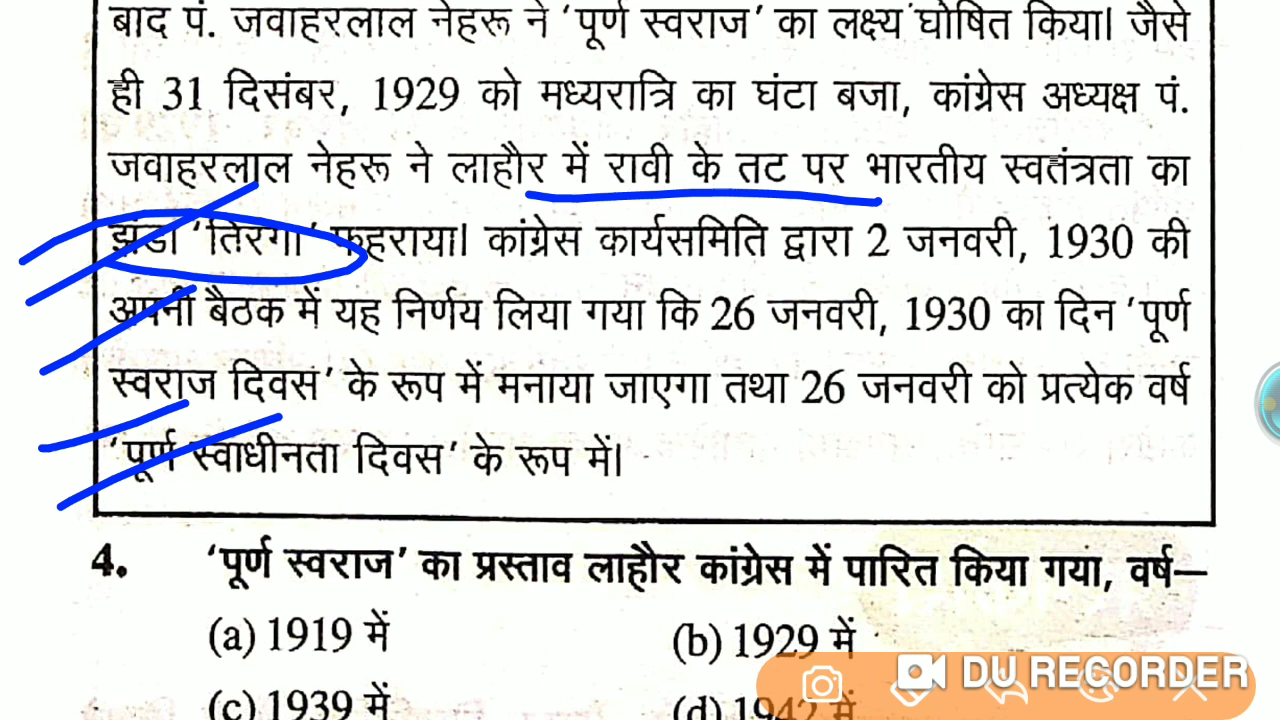 बाद पं. जवाहरलाल नेहरू ने ‘पूर्ण स्वराज’ का लक्ष्य घोषित किया। जैसे
ही 31 दिसंबर, 1929 को मध्यरात्रि का घंटा बजा, कांग्रेस अध्यक्ष पं.
जवाहरलाल नेहरू ने लाहौर में रावी के तट पर भारतीय स्वतंत्रता का
झंडा ‘तिरंगा’ फहराया। कांग्रेस कार्यसमिति द्वारा 2 जनवरी, 1930 की
अपनी बैठक में यह निर्णय लिया गया कि 26 जनवरी, 1930 का दिन ‘पूर्ण
स्वराज दिवस’ के रूप में मनाया जाएगा तथा 26 जनवरी को प्रत्येक वर्ष
‘पूर्ण स्वाधीनता दिवस’ के रूप में।
4. ‘पूर्ण स्वराज’ का प्रस्ताव लाहौर कांग्रेस में पारित किया गया, वर्ष—
(a) 1919 में (b) 1929 में
(c) 1939 में (d) 1942 में
DU RECORDER